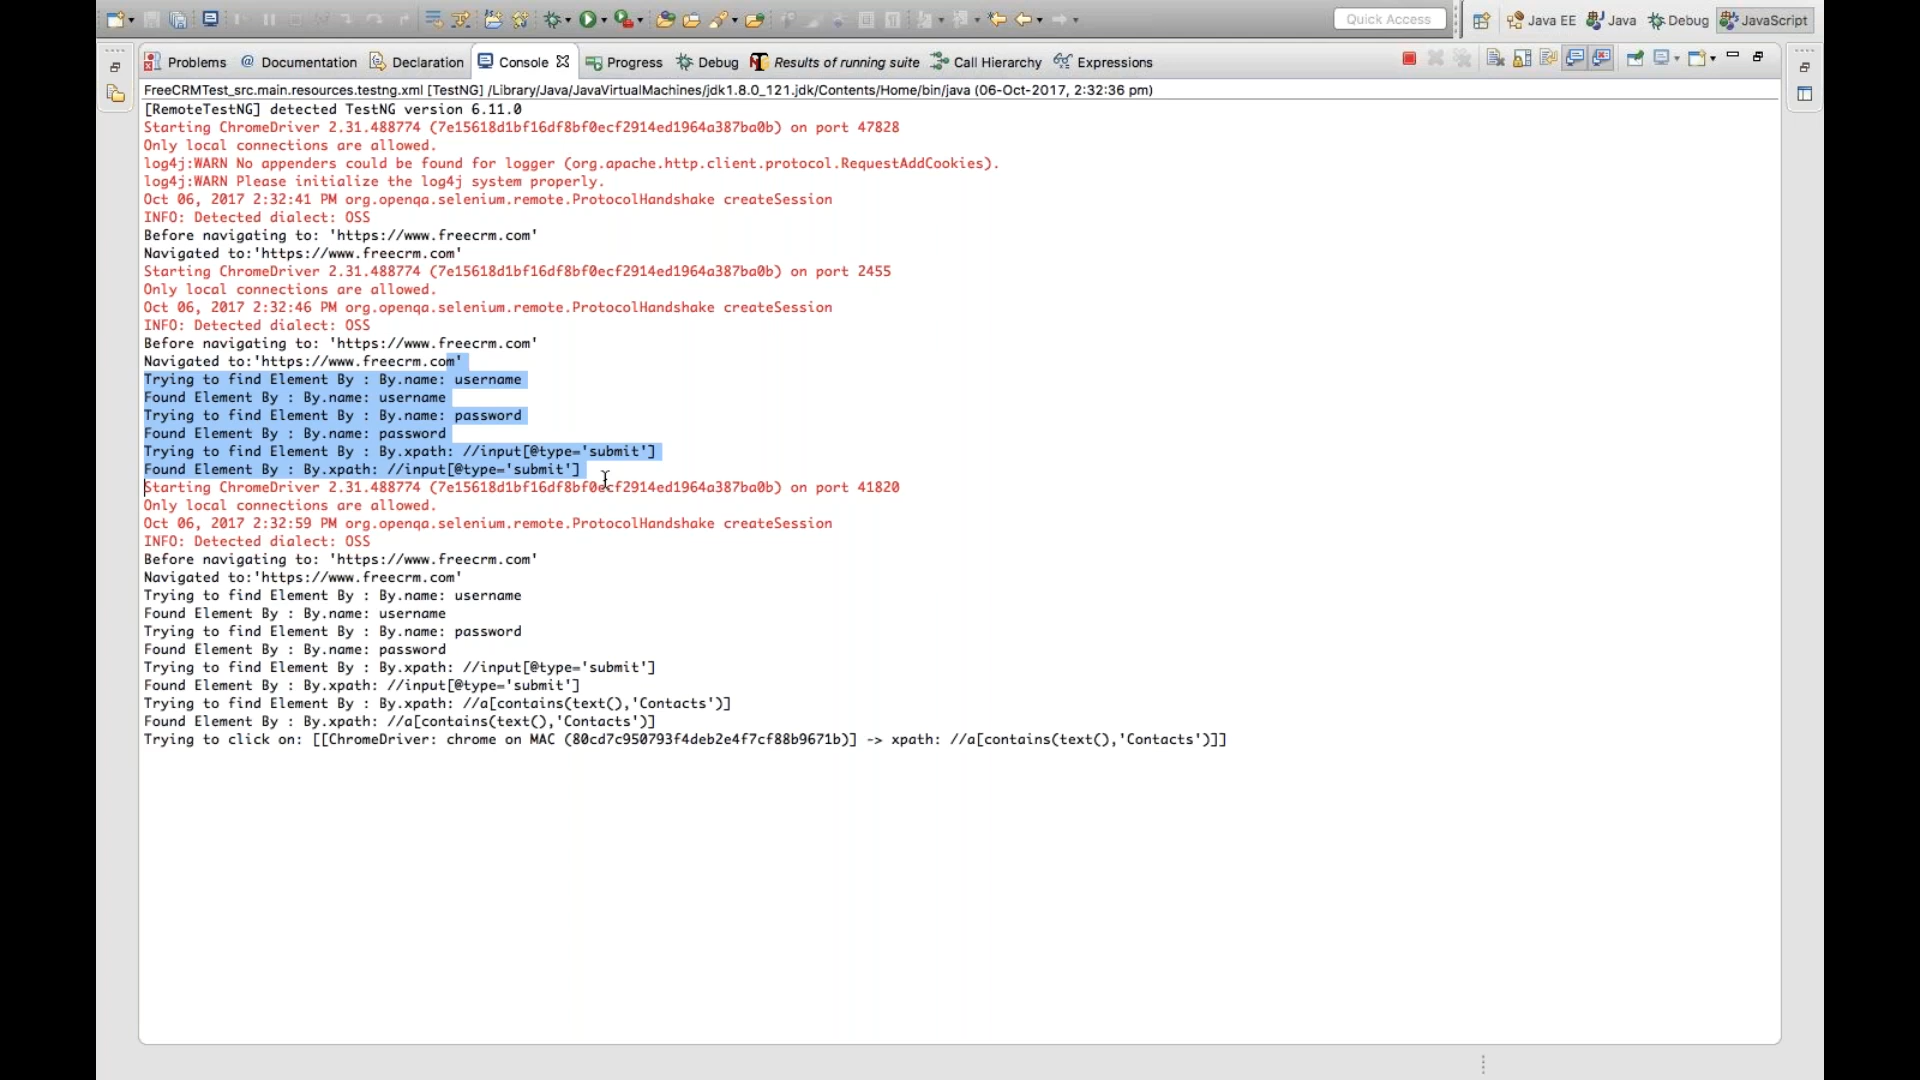 Quick Access
Java EE
Java
Debug
JavaScript
Problems
@ Documentation
Declaration
Console
Progress
Debug
Results of running suite
Call Hierarchy
Expressions
FreeCRMTest_src.main.resources.testng.xml [TestNG] /Library/Java/JavaVirtualMachines/jdk1.8.0_121.jdk/Contents/Home/bin/java (06-Oct-2017, 2:32:36 pm)
[RemoteTestNG] detected TestNG version 6.11.0
Starting ChromeDriver 2.31.488774 (7e15618d1bf16df8bf0ecf2914ed1964a387ba0b) on port 47828
Only local connections are allowed.
log4j:WARN No appenders could be found for logger (org.apache.http.client.protocol.RequestAddCookies).
log4j:WARN Please initialize the log4j system properly.
Oct 06, 2017 2:32:41 PM org.openqa.selenium.remote.ProtocolHandshake createSession
INFO: Detected dialect: OSS
Before navigating to: 'https://www.freecrm.com'
Navigated to:'https://www.freecrm.com'
Starting ChromeDriver 2.31.488774 (7e15618d1bf16df8bf0ecf2914ed1964a387ba0b) on port 2455
Only local connections are allowed.
Oct 06, 2017 2:32:46 PM org.openqa.selenium.remote.ProtocolHandshake createSession
INFO: Detected dialect: OSS
Before navigating to: 'https://www.freecrm.com'
Navigated to:'https://www.freecrm.com'
Trying to find Element By : By.name: username
Found Element By : By.name: username
Trying to find Element By : By.name: password
Found Element By : By.name: password
Trying to find Element By : By.xpath: //input[@type='submit']
Found Element By : By.xpath: //input[@type='submit']
Starting ChromeDriver 2.31.488774 (7e15618d1bf16df8bf0ecf2914ed1964a387ba0b) on port 41820
Only local connections are allowed.
Oct 06, 2017 2:32:59 PM org.openqa.selenium.remote.ProtocolHandshake createSession
INFO: Detected dialect: OSS
Before navigating to: 'https://www.freecrm.com'
Navigated to:'https://www.freecrm.com'
Trying to find Element By : By.name: username
Found Element By : By.name: username
Trying to find Element By : By.name: password
Found Element By : By.name: password
Trying to find Element By : By.xpath: //input[@type='submit']
Found Element By : By.xpath: //input[@type='submit']
Trying to find Element By : By.xpath: //a[contains(text(),'Contacts')]
Found Element By : By.xpath: //a[contains(text(),'Contacts')]
Trying to click on: [[ChromeDriver: chrome on MAC (80cd7c950793f4deb2e4f7cf88b9671b)] -> xpath: //a[contains(text(),'Contacts')]]